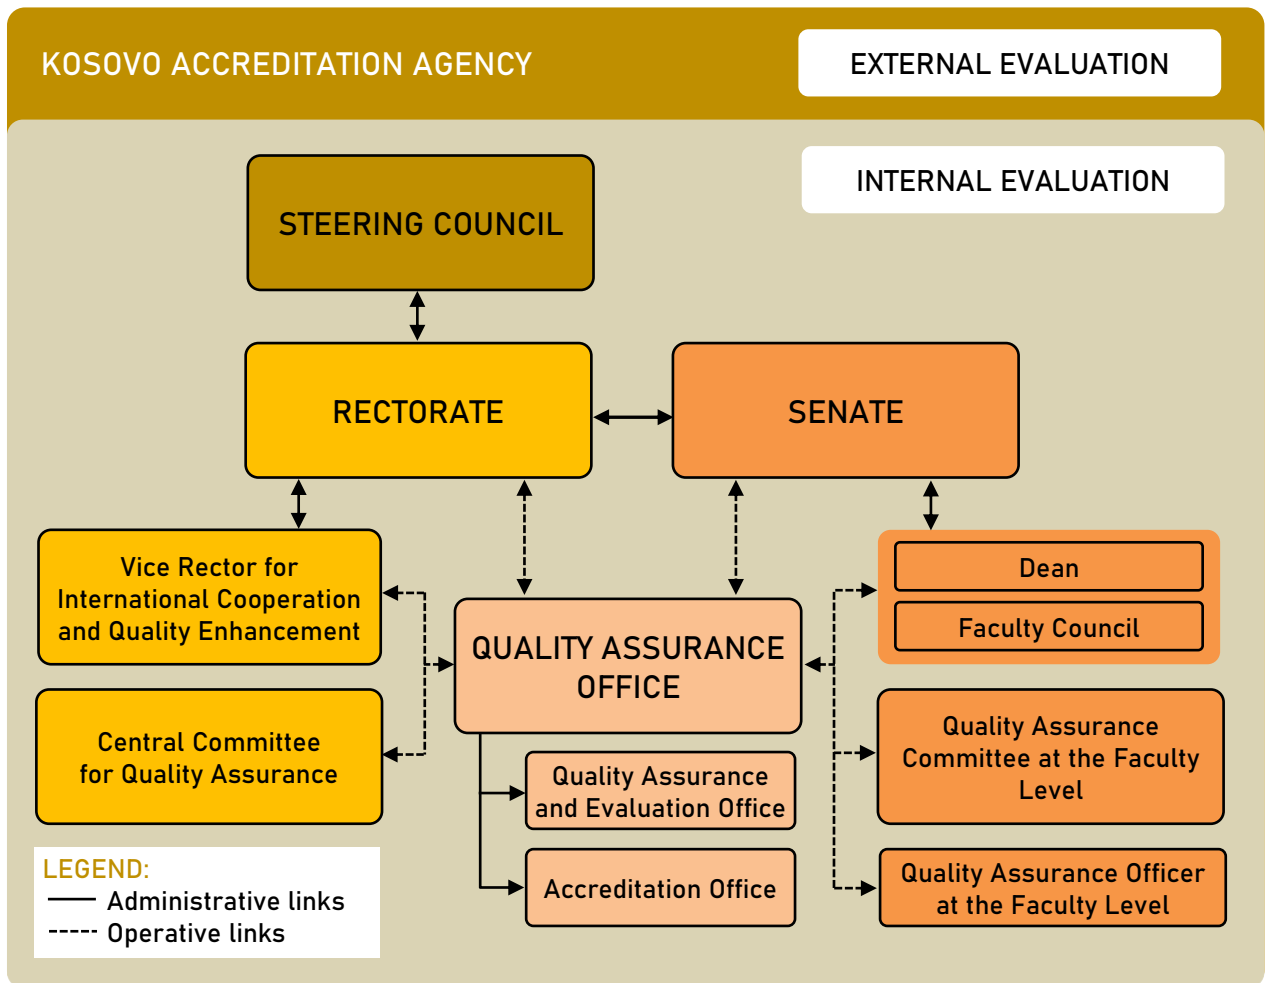 KOSOVO ACCREDITATION AGENCY
EXTERNAL EVALUATION
INTERNAL EVALUATION
STEERING COUNCIL
RECTORATE
SENATE
Vice Rector for
International Cooperation
and Quality Enhancement
Dean
Faculty Council
QUALITY ASSURANCE
OFFICE
Central Committee
for Quality Assurance
Quality Assurance
Committee at the Faculty
Level
Quality Assurance
and Evaluation Office
Accreditation Office
Quality Assurance Officer
at the Faculty Level
LEGEND:
Administrative links
Operative links